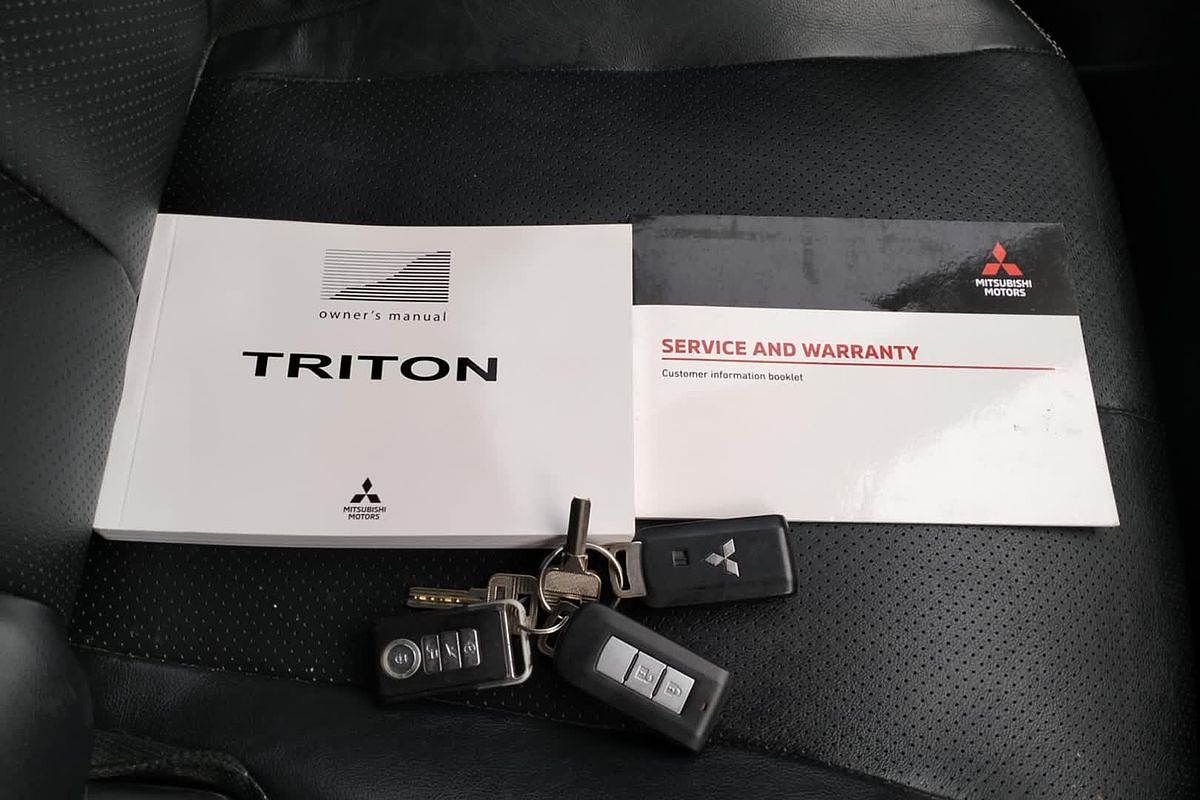 owner's manual
TRITON
MITSUBISHI
MOTORS
MITSUBISHI
MOTORS
SERVICE AND WARRANTY
Customer information booklet